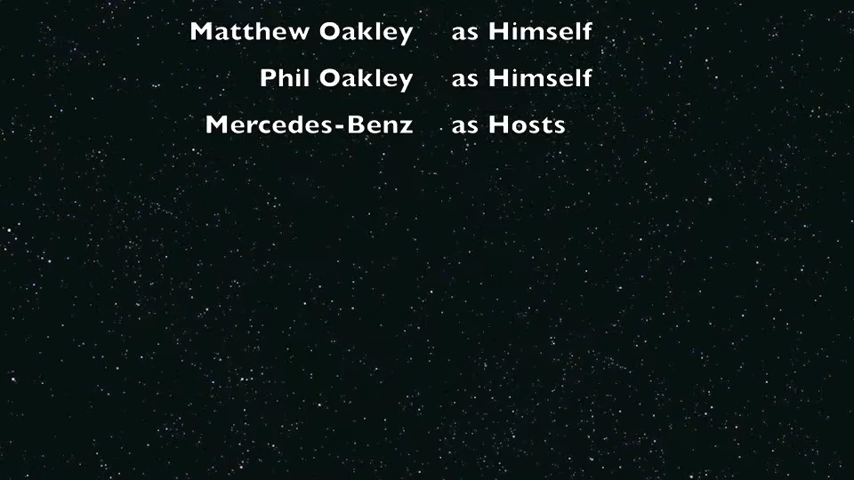 Matthew Oakley as Himself
Phil Oakley as Himself
Mercedes-Benz as Hosts